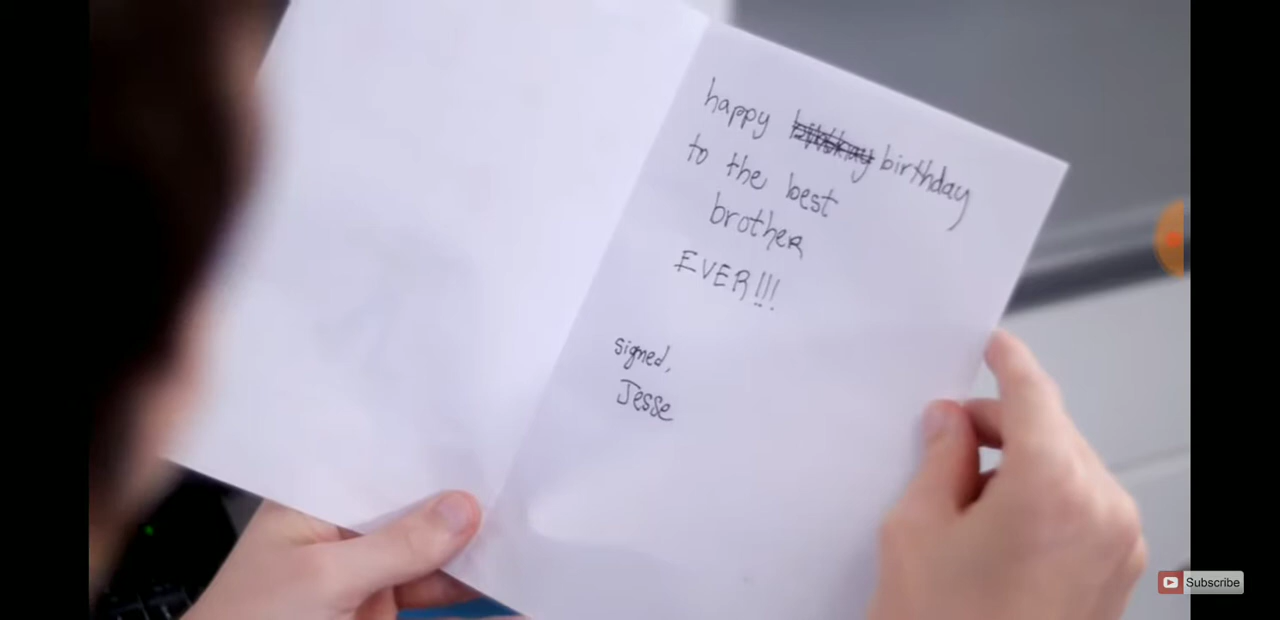 happy birthday
to the best
brother
EVER!!!
signed,
Jesse
Subscribe